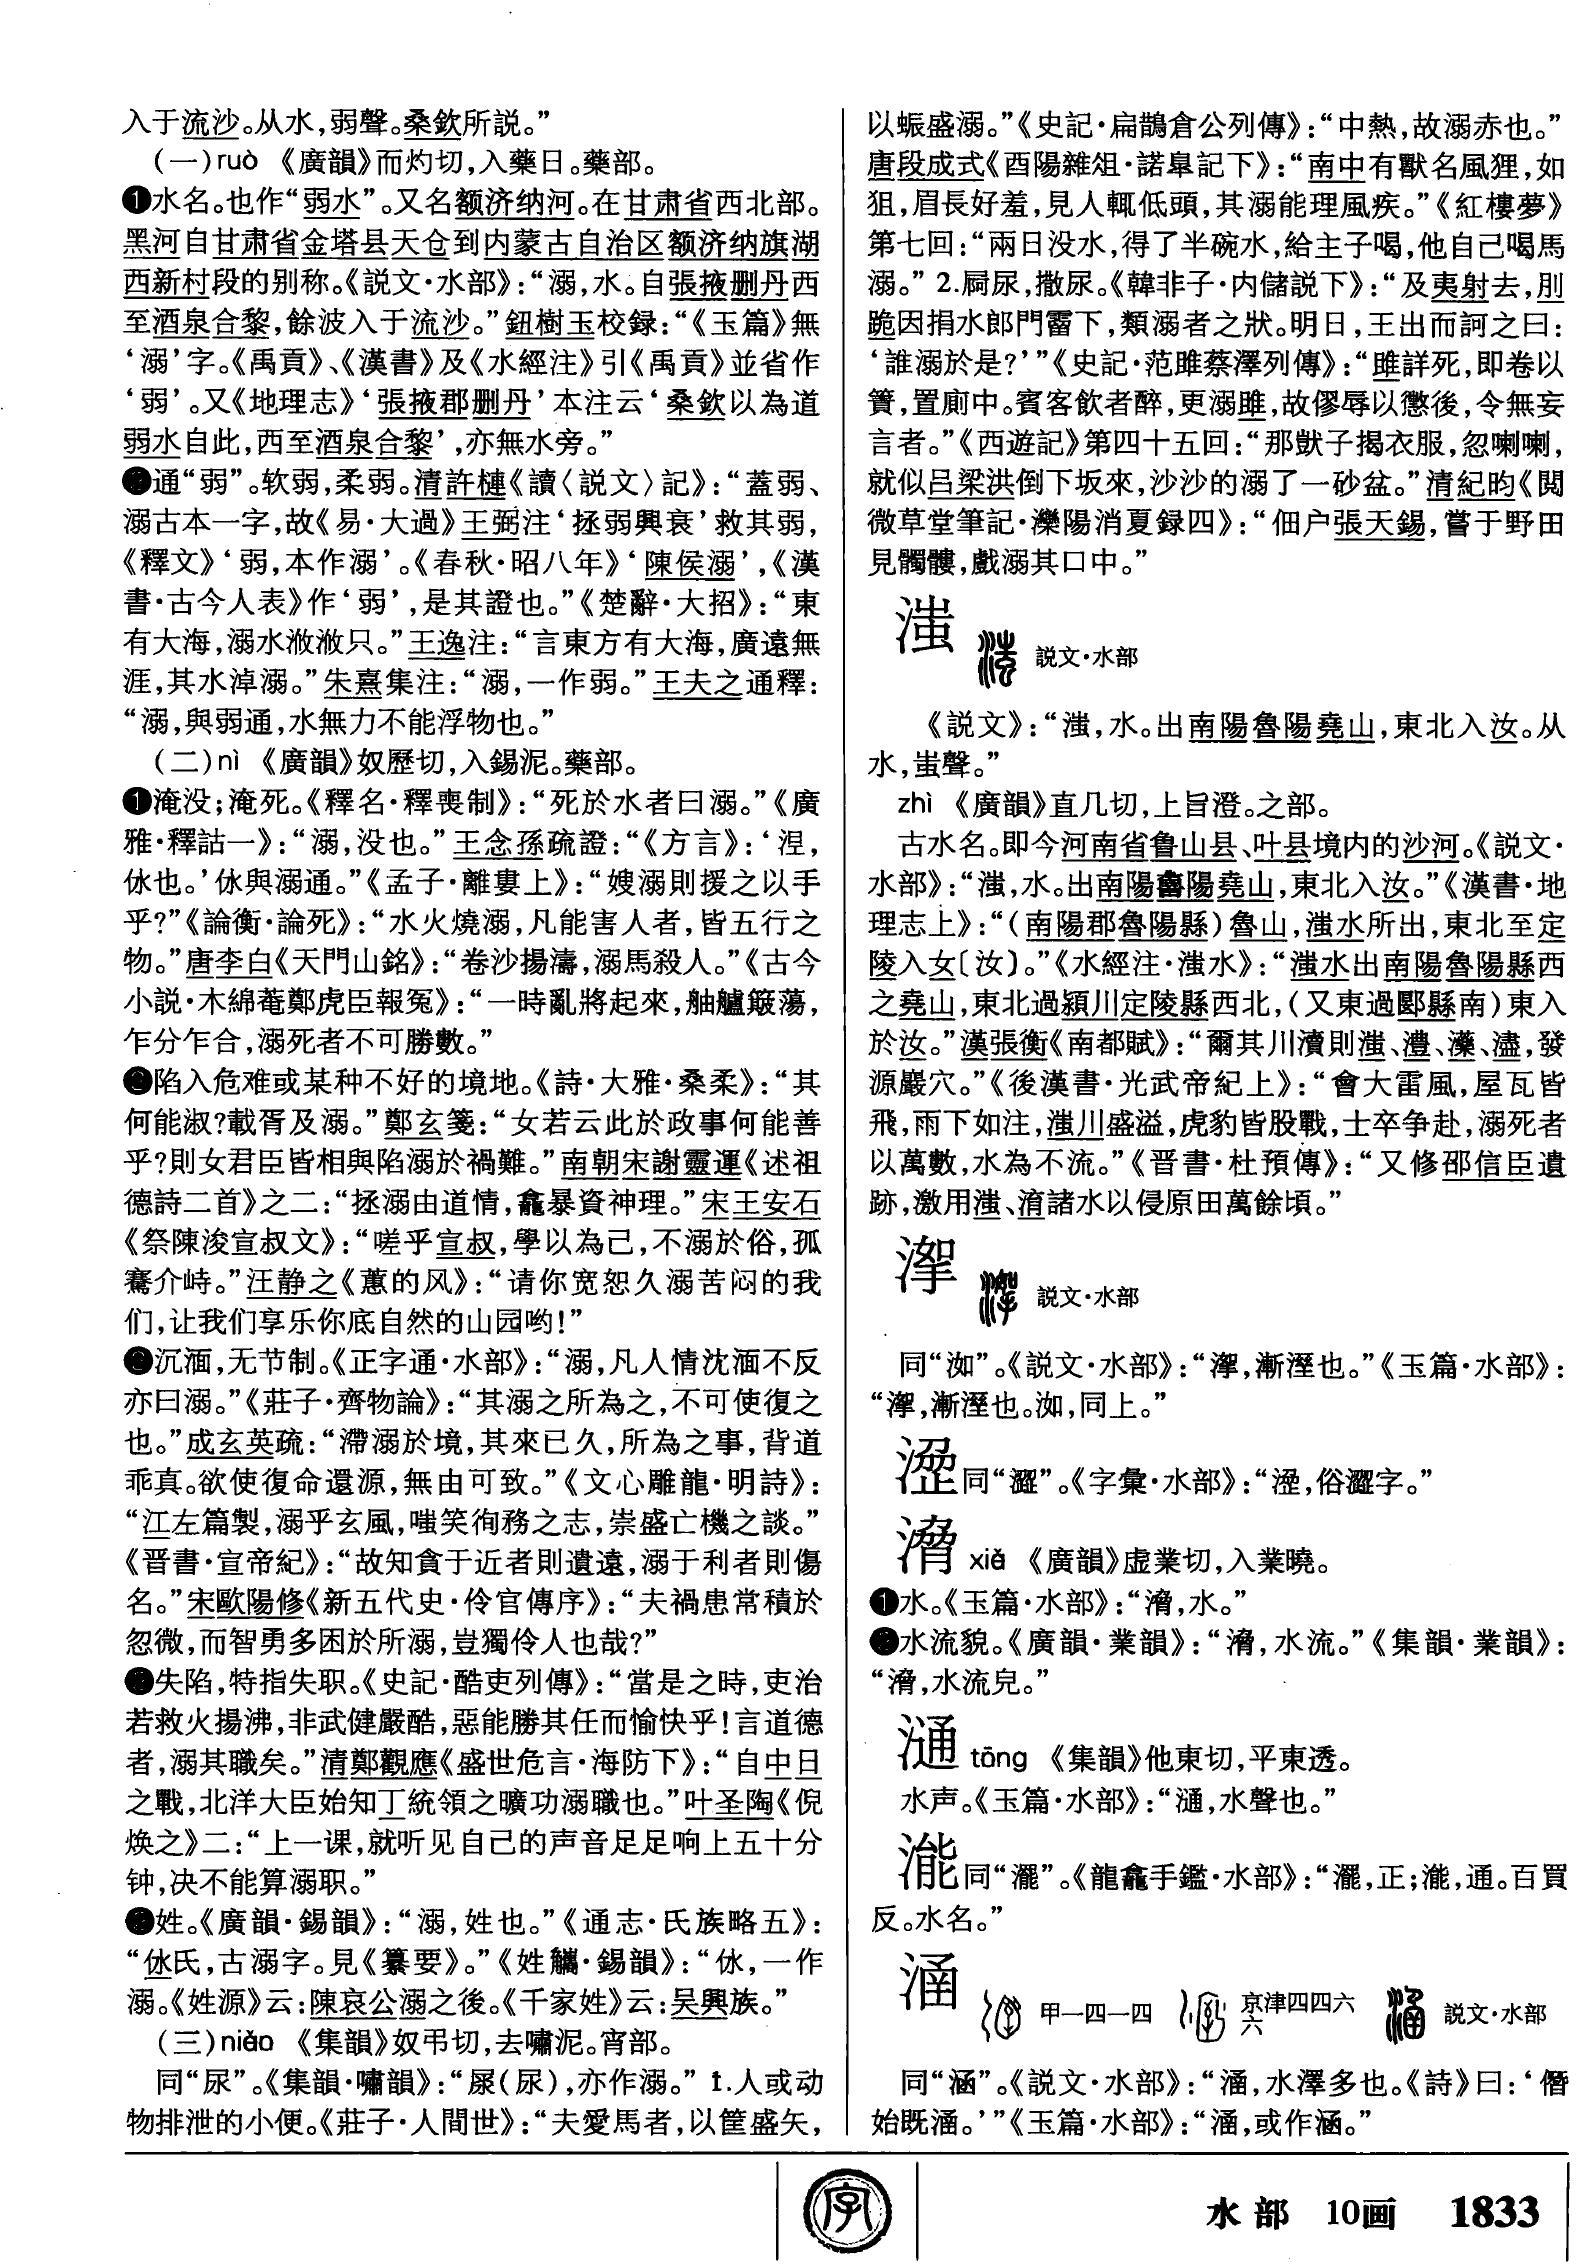 入于流沙。从水,弱聲。桑欽所説。”
(一)ruò 《廣韻》而灼切,入藥日。藥部。
❶水名。也作“弱水”。又名额济纳河。在甘肃省西北部。
黑河自甘肃省金塔县天仓到内蒙古自治区额济纳旗湖
西新村段的别称。《説文·水部》:“溺,水。自張掖删丹西
至酒泉合黎,餘波入于流沙。”鈕樹玉校録:“《玉篇》無
‘溺’字。《禹貢》、《漢書》及《水經注》引《禹貢》並省作
‘弱’。又《地理志》‘張掖郡删丹’本注云‘桑欽以為道
弱水自此,西至酒泉合黎’,亦無水旁。”
❷通“弱”。软弱,柔弱。清許槤《讀〈説文〉記》:“蓋弱、
溺古本一字,故《易·大過》王弼注‘拯弱興衰’救其弱,
《釋文》‘弱,本作溺’。《春秋·昭八年》‘陳侯溺’,《漢
書·古今人表》作‘弱’,是其證也。”《楚辭·大招》:“東
有大海,溺水浟浟只。”王逸注:“言東方有大海,廣遠無
涯,其水淖溺。”朱熹集注:“溺,一作弱。”王夫之通釋:
“溺,與弱通,水無力不能浮物也。”
(二)nì 《廣韻》奴歷切,入錫泥。藥部。
❶淹没;淹死。《釋名·釋喪制》:“死於水者曰溺。”《廣
雅·釋詁一》:“溺,没也。”王念孫疏證:“《方言》:‘涅,
㲻也。’㲻與溺通。”《孟子·離婁上》:“嫂溺則援之以手
乎?”《論衡·論死》:“水火燒溺,凡能害人者,皆五行之
物。”唐李白《天門山銘》:“卷沙揚濤,溺馬殺人。”《古今
小説·木綿菴鄭虎臣報冤》:“一時亂將起來,舳艫簸蕩,
乍分乍合,溺死者不可勝數。”
❷陷入危难或某种不好的境地。《詩·大雅·桑柔》:“其
何能淑?載胥及溺。”鄭玄箋:“女若云此於政事何能善
乎?則女君臣皆相與陷溺於禍難。”南朝宋謝靈運《述祖
德詩二首》之二:“拯溺由道情,龕暴資神理。”宋王安石
《祭陳浚宣叔文》:“嗟乎宣叔,學以為己,不溺於俗,孤
騫介峙。”汪静之《蕙的风》:“请你宽恕久溺苦闷的我
们,让我们享乐你底自然的山园哟!”
❸沉湎,无节制。《正字通·水部》:“溺,凡人情沈湎不反
亦曰溺。”《莊子·齊物論》:“其溺之所為之,不可使復之
也。”成玄英疏:“滯溺於境,其來已久,所為之事,背道
乖真。欲使復命還源,無由可致。”《文心雕龍·明詩》:
“江左篇製,溺乎玄風,嗤笑徇務之志,崇盛亡機之談。”
《晋書·宣帝紀》:“故知貪于近者則遺遠,溺于利者則傷
名。”宋歐陽修《新五代史·伶官傳序》:“夫禍患常積於
忽微,而智勇多困於所溺,豈獨伶人也哉?”
❹失陷,特指失职。《史記·酷吏列傳》:“當是之時,吏治
若救火揚沸,非武健嚴酷,惡能勝其任而愉快乎!言道德
者,溺其職矣。”清鄭觀應《盛世危言·海防下》:“自中日
之戰,北洋大臣始知丁統領之曠功溺職也。”叶圣陶《倪
焕之》二:“上一课,就听见自己的声音足足响上五十分
钟,决不能算溺职。”
❺姓。《廣韻·錫韻》:“溺,姓也。”《通志·氏族略五》:
“㲻氏,古溺字。見《纂要》。”《姓觿·錫韻》:“㲻,一作
溺。《姓源》云:陳哀公溺之後。《千家姓》云:吴興族。”
(三)niào 《集韻》奴弔切,去嘯泥。宵部。
同“尿”。《集韻·嘯韻》:“㞙(尿),亦作溺。” 1.人或动
物排泄的小便。《莊子·人間世》:“夫愛馬者,以筐盛矢,
以蜄盛溺。”《史記·扁鵲倉公列傳》:“中熱,故溺赤也。”
唐段成式《酉陽雜俎·諾皋記下》:“南中有獸名風狸,如
狙,眉長好羞,見人輒低頭,其溺能理風疾。”《紅樓夢》
第七回:“兩日没水,得了半碗水,給主子喝,他自己喝馬
溺。” 2.屙尿,撒尿。《韓非子·内儲説下》:“及夷射去,刖
跪因捐水郎門霤下,類溺者之狀。明日,王出而訶之曰:
‘誰溺於是?’”《史記·范雎蔡澤列傳》:“雎詳死,即卷以
簀,置廁中。賓客飲者醉,更溺雎,故僇辱以懲後,令無妄
言者。”《西遊記》第四十五回:“那獃子揭衣服,忽喇喇,
就似吕梁洪倒下坂來,沙沙的溺了一砂盆。”清紀昀《閲
微草堂筆記·灤陽消夏録四》:“佃户張天錫,嘗于野田
見髑髏,戲溺其口中。”
滍 説文·水部
《説文》:“滍,水。出南陽魯陽堯山,東北入汝。从
水,蚩聲。”
zhì 《廣韻》直几切,上旨澄。之部。
古水名。即今河南省鲁山县、叶县境内的沙河。《説文·
水部》:“滍,水。出南陽魯陽堯山,東北入汝。”《漢書·地
理志上》:“(南陽郡魯陽縣)魯山,滍水所出,東北至定
陵入女〔汝〕。”《水經注·滍水》:“滍水出南陽魯陽縣西
之堯山,東北過潁川定陵縣西北,(又東過郾縣南)東入
於汝。”漢張衡《南都賦》:“爾其川瀆則滍、澧、濼、濜,發
源巖穴。”《後漢書·光武帝紀上》:“會大雷風,屋瓦皆
飛,雨下如注,滍川盛溢,虎豹皆股戰,士卒争赴,溺死者
以萬數,水為不流。”《晋書·杜預傳》:“又修邵信臣遺
跡,激用滍、淯諸水以侵原田萬餘頃。”
㵖 説文·水部
同“洳”。《説文·水部》:“㵖,漸溼也。”《玉篇·水部》:
“㵖,漸溼也。洳,同上。”
㴔同“澀”。《字彙·水部》:“㴔,俗澀字。”
㴙 xiè 《廣韻》虚業切,入業曉。
❶水。《玉篇·水部》:“㴙,水。”
❷水流貌。《廣韻·業韻》:“㴙,水流。”《集韻·業韻》:
“㴙,水流皃。”
㴗 tōng 《集韻》他東切,平東透。
水声。《玉篇·水部》:“㴗,水聲也。”
㴰同“灑”。《龍龕手鑑·水部》:“灑,正;㴰,通。百買
反。水名。”
㴠 甲一四一四 京津四四六六 説文·水部
同“涵”。《説文·水部》:“㴠,水澤多也。《詩》曰:‘僭
始既㴠。’”《玉篇·水部》:“㴠,或作涵。”
字
水部 10画 1833